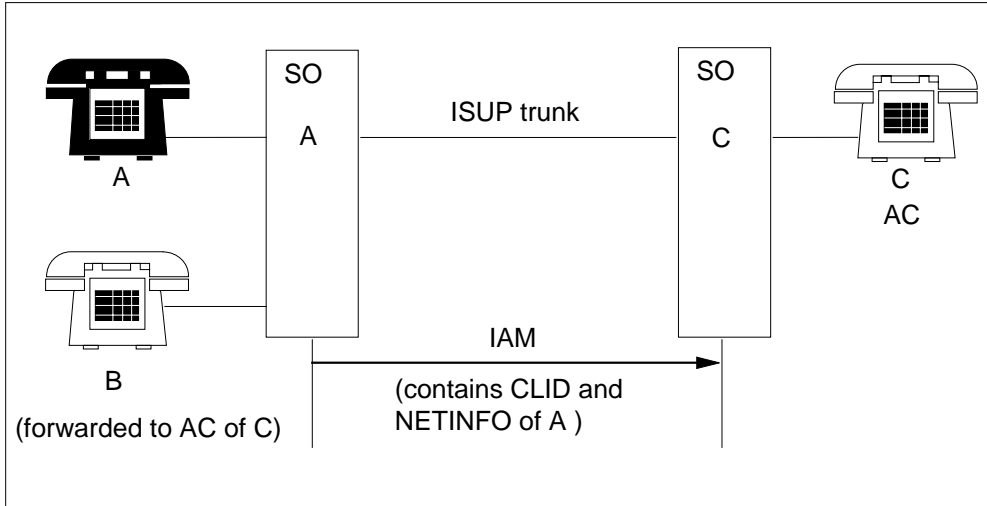 SO
A
ISUP trunk
SO
C
A
C
AC
B
(forwarded to AC of C)
IAM
(contains CLID and
NETINFO of A )